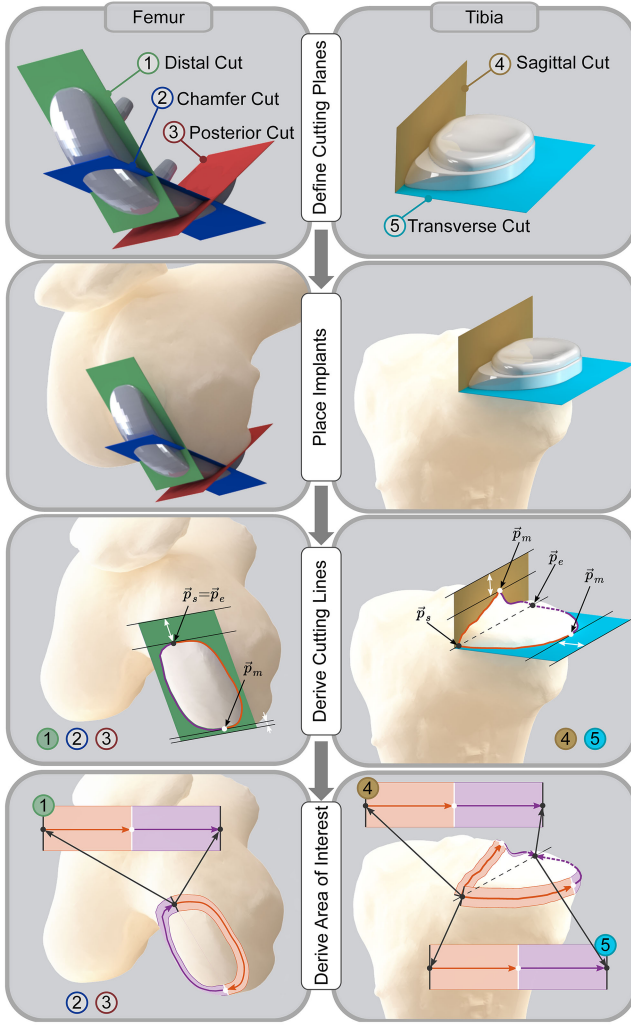 Femur
Tibia
1 Distal Cut
2 Chamfer Cut
3 Posterior Cut
4 Sagittal Cut
5 Transverse Cut
Define Cutting Planes
Place Implants
p⃗s=p⃗e
p⃗m
1 2 3
p⃗m
p⃗e
p⃗m
p⃗s
4 5
Derive Cutting Lines
1
2 3
4
5
Derive Area of Interest